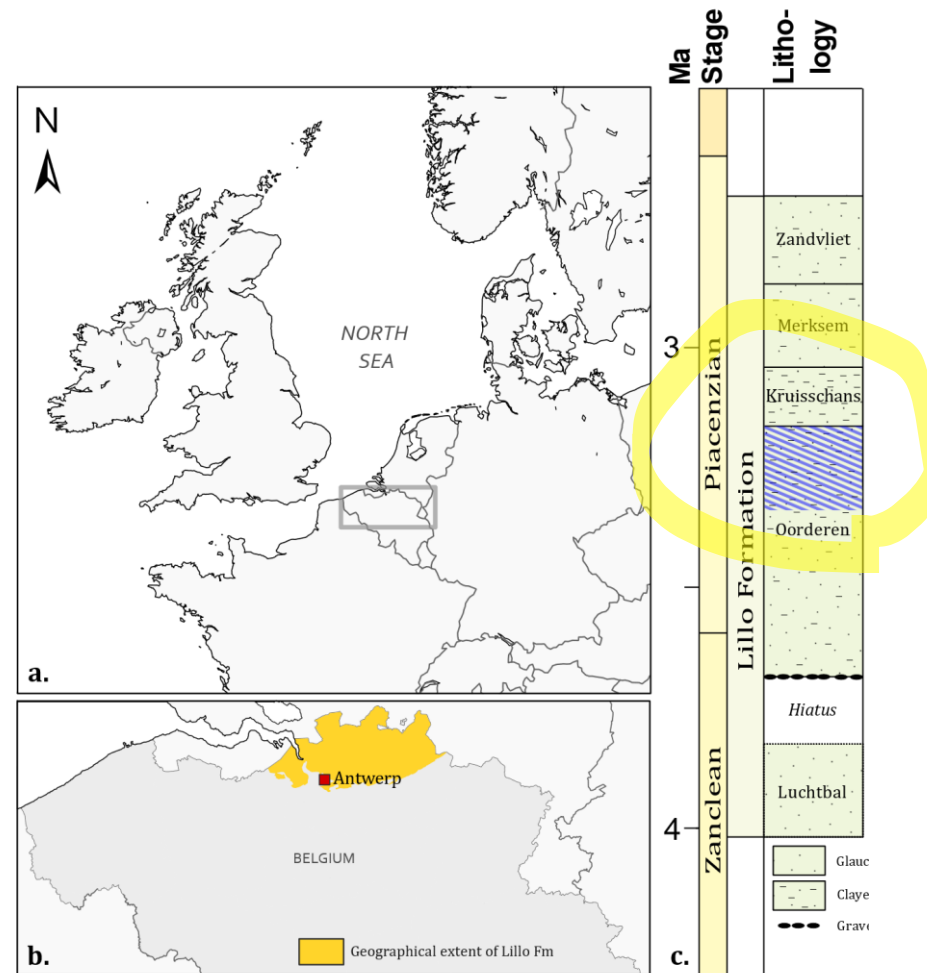 N
NORTH
SEA
a.
Antwerp
BELGIUM
b.
Geographical extent of Lillo Fm
Ma
Stage
Litho-
logy
3
4
Piacenzian
Zanclean
Lillo Formation
Zandvliet
Merksem
Kruisschans
Oorderen
Hiatus
Luchtbal
Glauc
Claye
Grave
c.